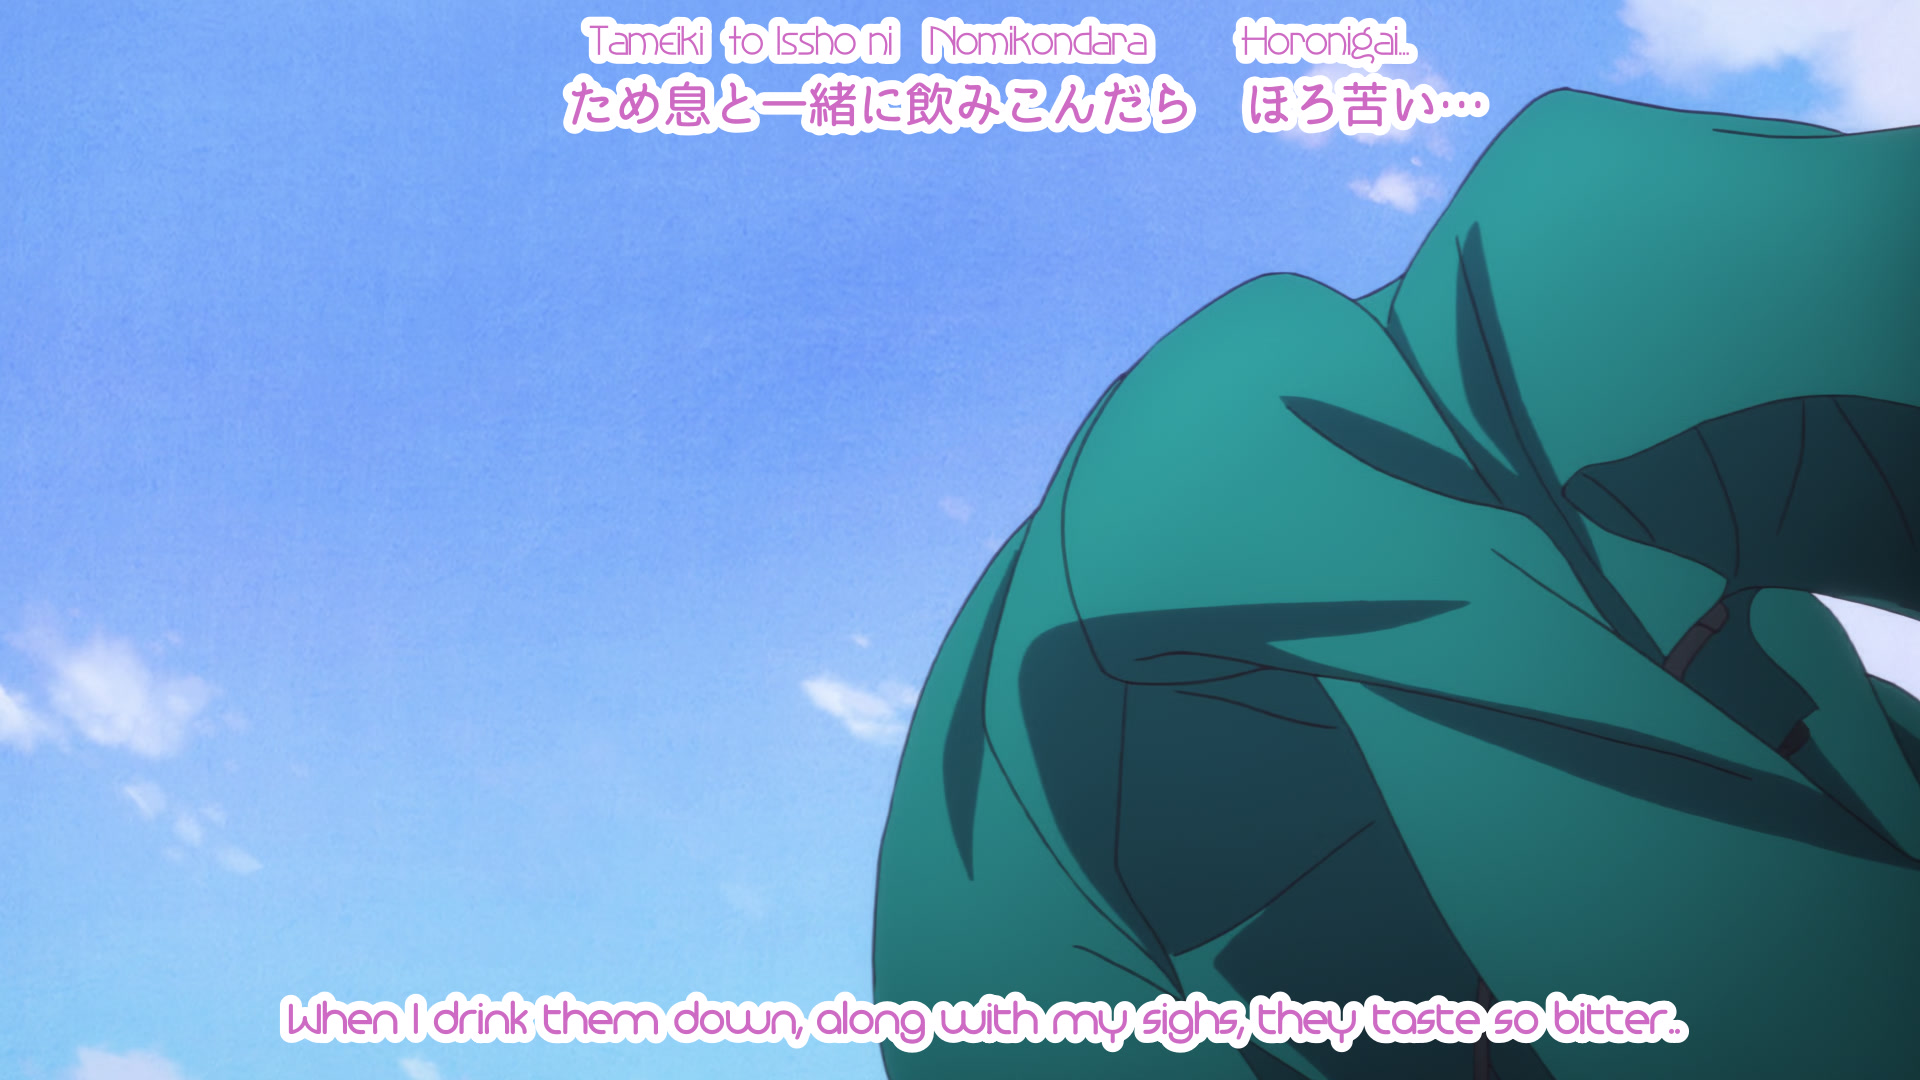 Tameiki to Issho ni Nomikondara Horonigai...
ため息と一緒に飲みこんだら　ほろ苦い…
When I drink them down, along with my sighs, they taste so bitter..